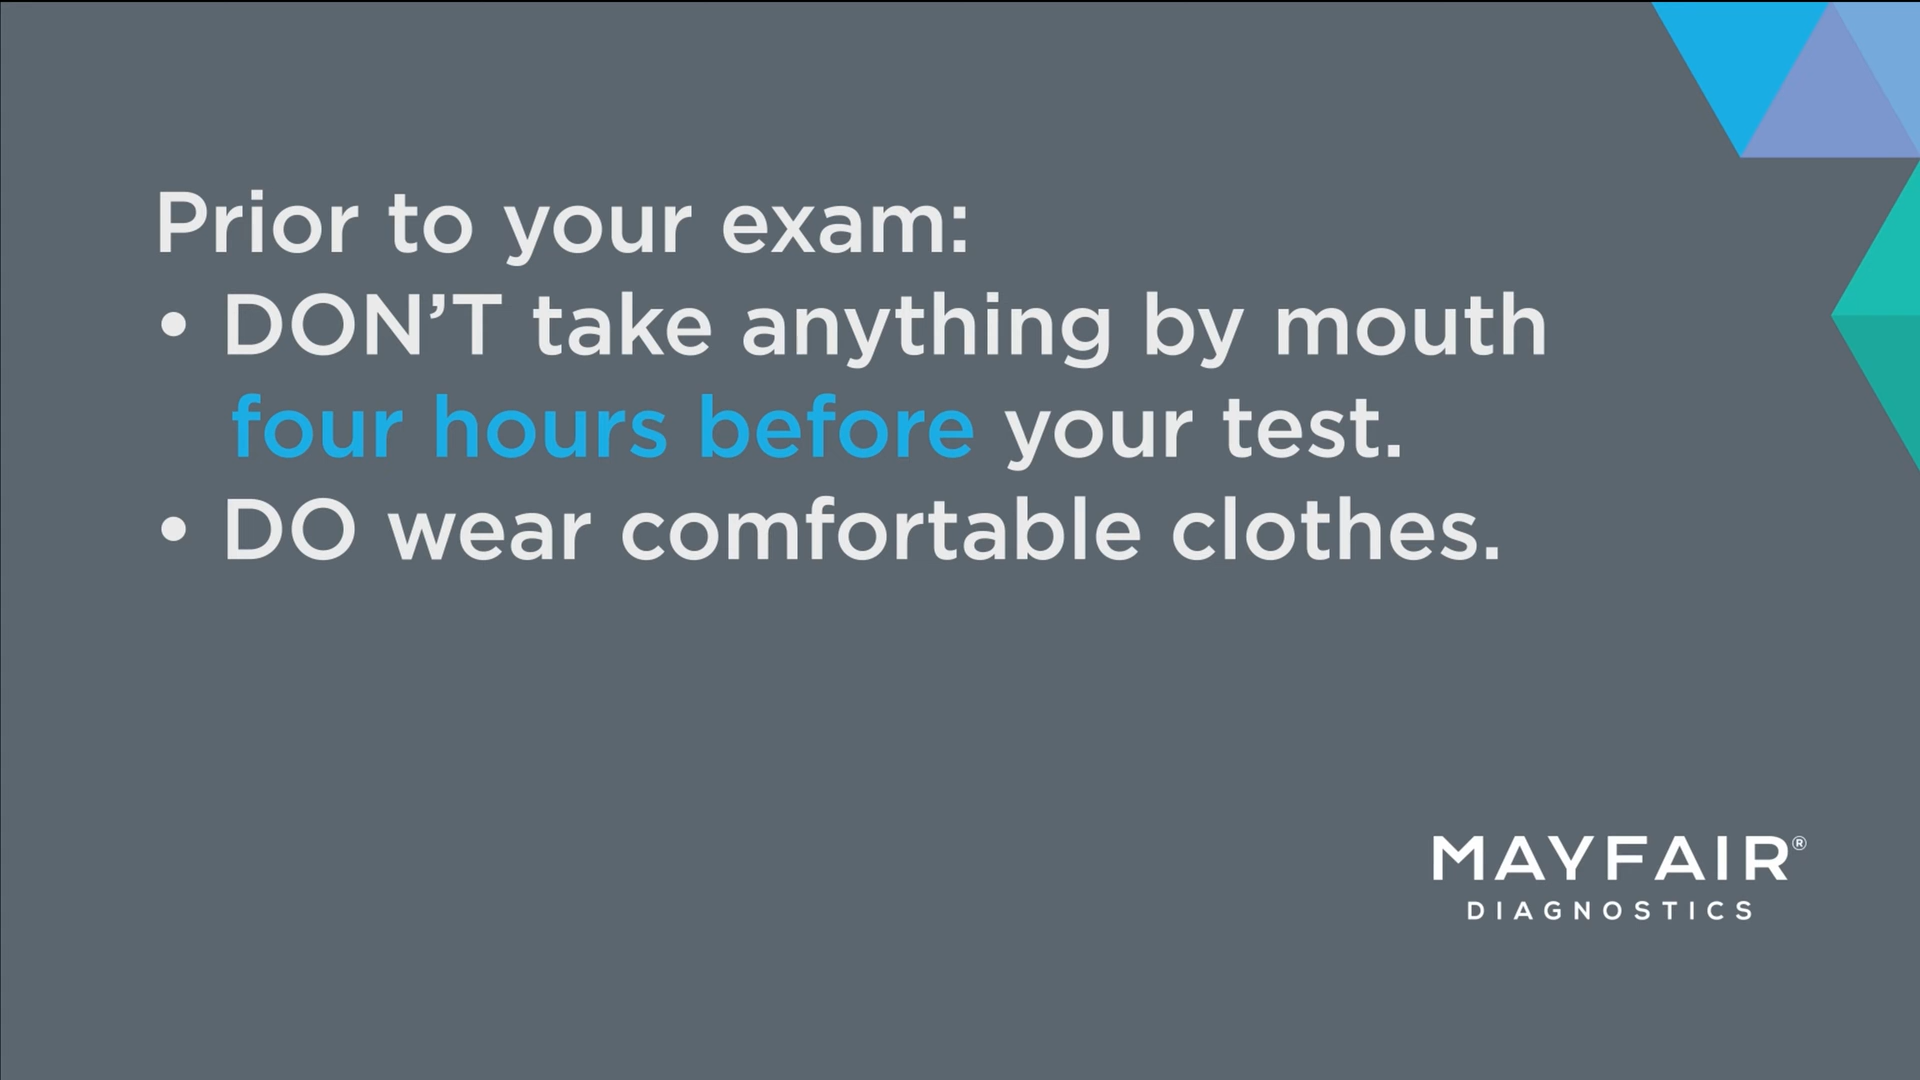 Prior to your exam:
• DON’T take anything by mouth
four hours before your test.
• DO wear comfortable clothes.
MAYFAIR®
DIAGNOSTICS